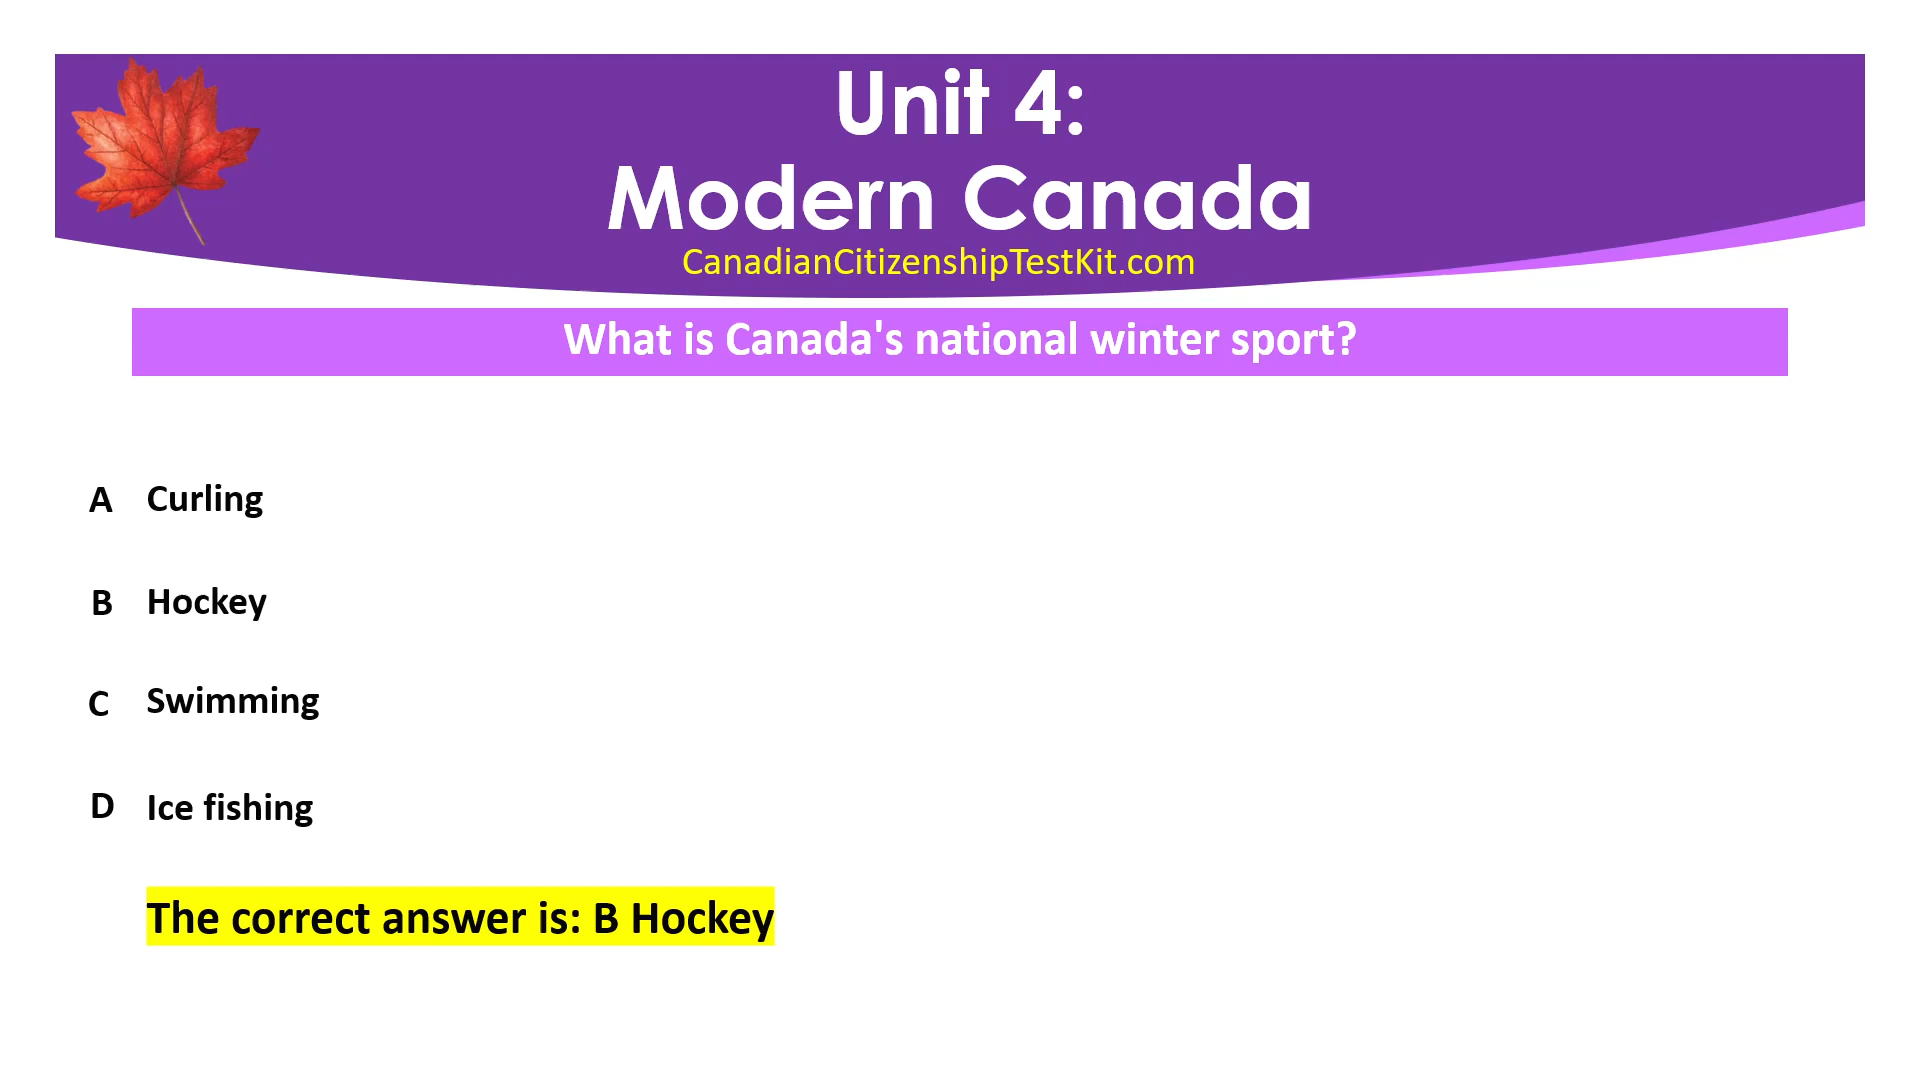 Unit 4:
Modern Canada
CanadianCitizenshipTestKit.com
What is Canada's national winter sport?
A Curling
B Hockey
C Swimming
D Ice fishing
The correct answer is: B Hockey